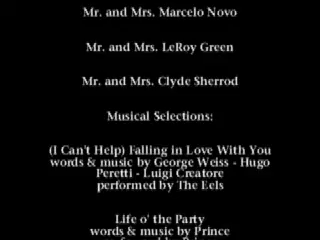 Mr. and Mrs. Marcelo Novo
Mr. and Mrs. LeRoy Green
Mr. and Mrs. Clyde Sherrod
Musical Selections:
(I Can't Help) Falling in Love With You
words & music by George Weiss - Hugo
Peretti - Luigi Creatore
performed by The Eels
Life o' the Party
words & music by Prince